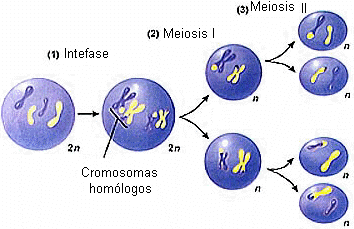 (3) Meiosis II
(2) Meiosis I
(1) Intefase
n
n
n
2n
2n
Cromosomas
homólogos
n
n
n